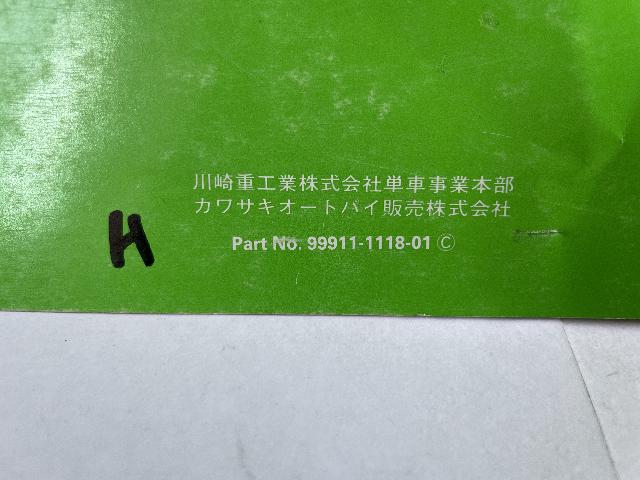 川崎重工業株式会社単車事業本部
カワサキオートバイ販売株式会社
H
Part No. 99911-1118-01 ©